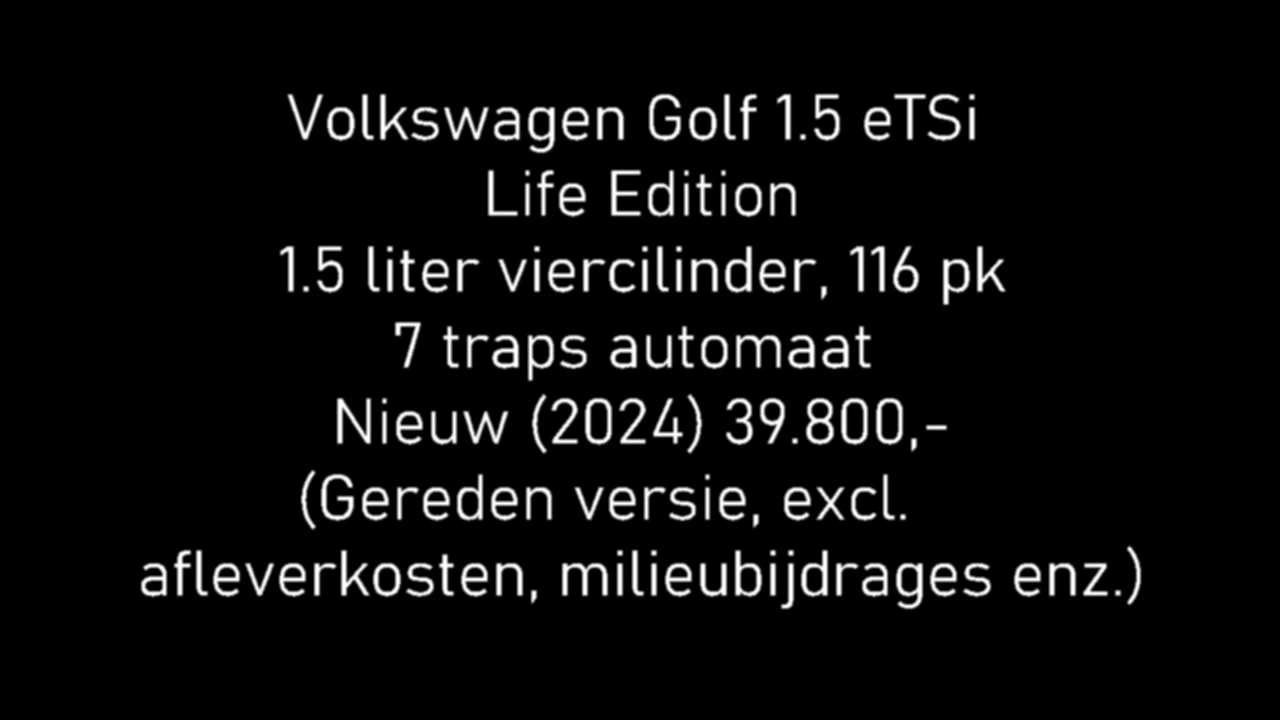 Volkswagen Golf 1.5 eTSi
Life Edition
1.5 liter viercilinder, 116 pk
7 traps automaat
Nieuw (2024) 39.800,-
(Gereden versie, excl.
afleverkosten, milieubijdrages enz.)